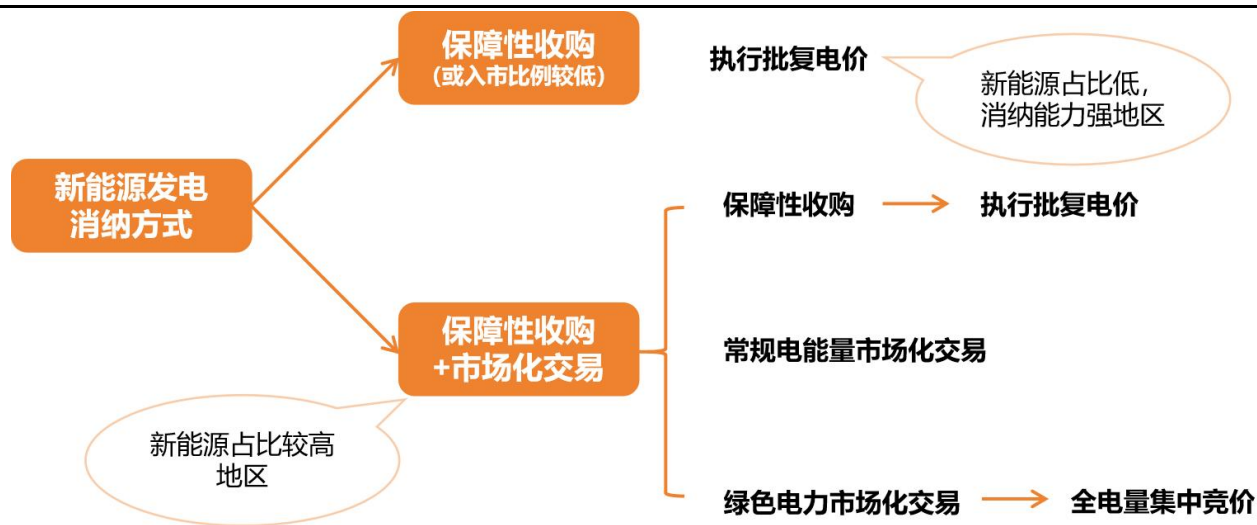 新能源发电
消纳方式
保障性收购
(或入市比例较低)
执行批复电价
新能源占比低，
消纳能力强地区
保障性收购
+市场化交易
新能源占比较高
地区
保障性收购
执行批复电价
常规电能量市场化交易
绿色电力市场化交易
全电量集中竞价